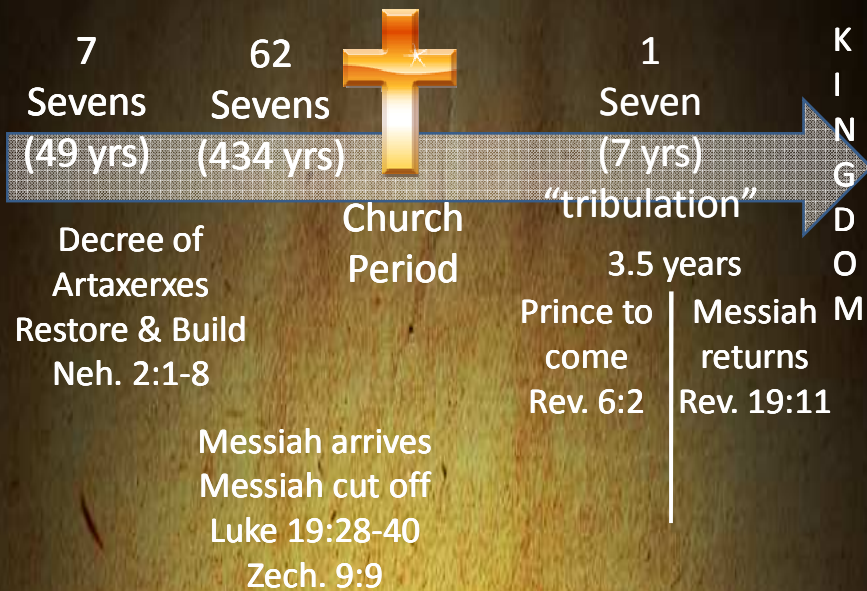 7
Sevens
(49 yrs)
Decree of
Artaxerxes
Restore & Build
Neh. 2:1-8
62
Sevens
(434 yrs)
Messiah arrives
Messiah cut off
Luke 19:28-40
Zech. 9:9
Church
Period
1
Seven
(7 yrs)
“tribulation”
3.5 years
Prince to
come
Rev. 6:2
Messiah
returns
Rev. 19:11
K
I
N
G
D
O
M